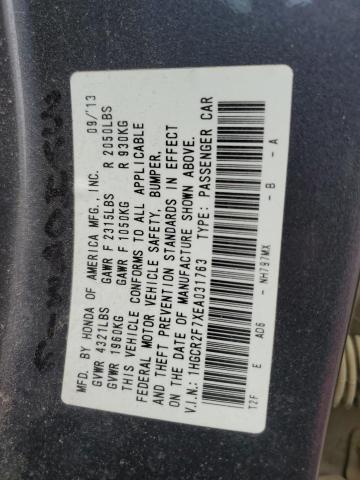 MFD. BY HONDA OF AMERICA MFG., INC. 09/13
GVWR 4321LBS GAWR F 2315LBS R 2050LBS
GVWR 1960KG GAWR F 1050KG R 930KG
THIS VEHICLE CONFORMS TO ALL APPLICABLE
FEDERAL MOTOR VEHICLE SAFETY, BUMPER,
AND THEFT PREVENTION STANDARDS IN EFFECT
ON THE DATE OF MANUFACTURE SHOWN ABOVE.
V.I.N.: 1HGCR2F7XEA031763 TYPE: PASSENGER CAR
T2F E AD6 - NH797MX - B - A